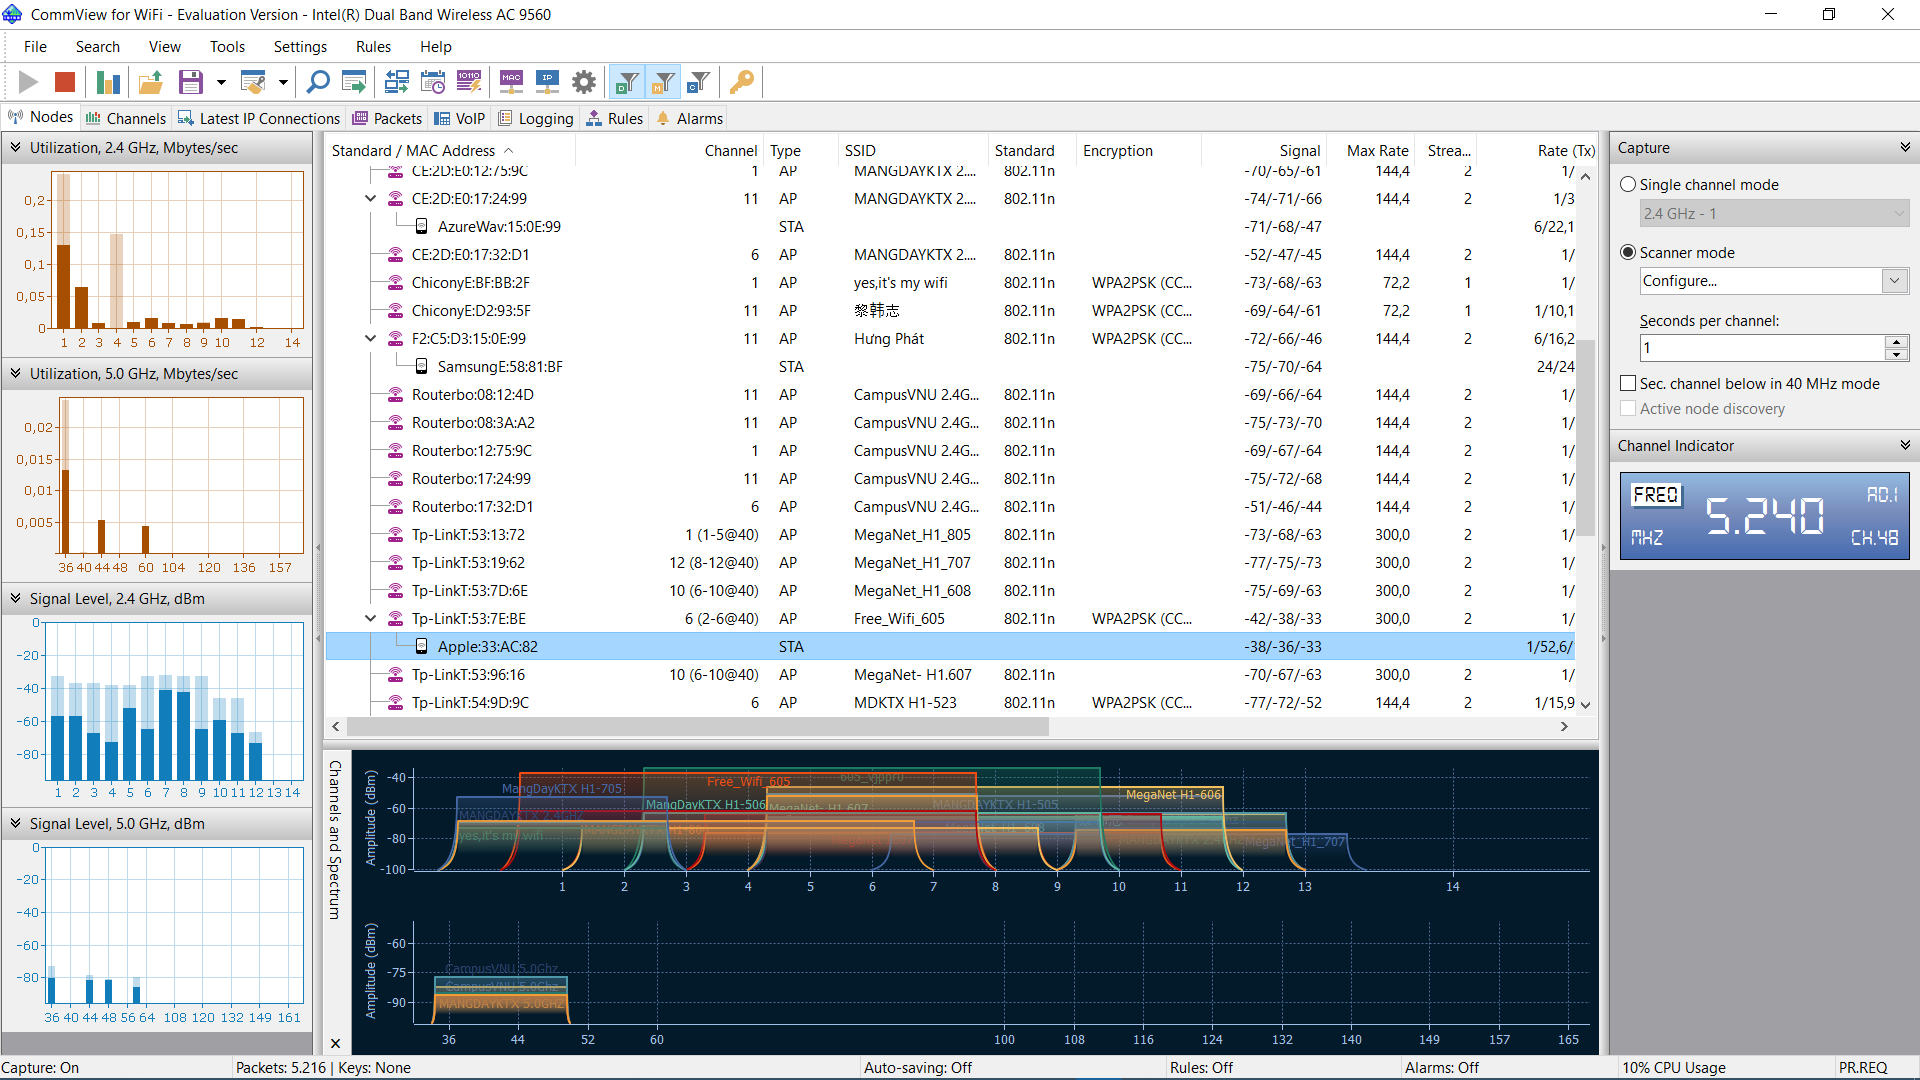 CommView for WiFi - Evaluation Version - Intel(R) Dual Band Wireless AC 9560
File Search View Tools Settings Rules Help
10110 MAC IP D M C
Nodes Channels Latest IP Connections Packets VoIP Logging Rules Alarms
Utilization, 2.4 GHz, Mbytes/sec
0,2
0,15
0,1
0,05
0
1 2 3 4 5 6 7 8 9 10 12 14
Utilization, 5.0 GHz, Mbytes/sec
0,02
0,015
0,01
0,005
36 40 44 48 60 104 120 136 157
Signal Level, 2.4 GHz, dBm
0
-20
-40
-60
-80
1 2 3 4 5 6 7 8 9 10 11 12 13 14
Signal Level, 5.0 GHz, dBm
0
-20
-40
-60
-80
36 40 44 48 56 64 108 120 132 149 161
Standard / MAC Address Channel Type SSID Standard Encryption Signal Max Rate Strea... Rate (Tx)
CE:2D:E0:12:75:9C 1 AP MANGDAYKTX 2.... 802.11n -70/-65/-61 144,4 2 1/
CE:2D:E0:17:24:99 11 AP MANGDAYKTX 2.... 802.11n -74/-71/-66 144,4 2 1/3
AzureWav:15:0E:99 STA -71/-68/-47 6/22,1
CE:2D:E0:17:32:D1 6 AP MANGDAYKTX 2.... 802.11n -52/-47/-45 144,4 2 1/
ChiconyE:BF:BB:2F 1 AP yes,it's my wifi 802.11n WPA2PSK (CC... -73/-68/-63 72,2 1 1/
ChiconyE:D2:93:5F 11 AP 黎韩志 802.11n WPA2PSK (CC... -69/-64/-61 72,2 1 1/10,1
F2:C5:D3:15:0E:99 11 AP Hưng Phát 802.11n WPA2PSK (CC... -72/-66/-46 144,4 2 6/16,2
SamsungE:58:81:BF STA -75/-70/-64 24/24
Routerbo:08:12:4D 11 AP CampusVNU 2.4G... 802.11n -69/-66/-64 144,4 2 1/
Routerbo:08:3A:A2 11 AP CampusVNU 2.4G... 802.11n -75/-73/-70 144,4 2 1/
Routerbo:12:75:9C 1 AP CampusVNU 2.4G... 802.11n -69/-67/-64 144,4 2 1/
Routerbo:17:24:99 11 AP CampusVNU 2.4G... 802.11n -75/-72/-68 144,4 2 1/
Routerbo:17:32:D1 6 AP CampusVNU 2.4G... 802.11n -51/-46/-44 144,4 2 1/
Tp-LinkT:53:13:72 1 (1-5@40) AP MegaNet_H1_805 802.11n -73/-68/-63 300,0 2 1/
Tp-LinkT:53:19:62 12 (8-12@40) AP MegaNet_H1_707 802.11n -77/-75/-73 300,0 2 1/
Tp-LinkT:53:7D:6E 10 (6-10@40) AP MegaNet_H1_608 802.11n -75/-69/-63 300,0 2 1/
Tp-LinkT:53:7E:BE 6 (2-6@40) AP Free_Wifi_605 802.11n WPA2PSK (CC... -42/-38/-33 300,0 2 1/
Apple:33:AC:82 STA -38/-36/-33 1/52,6/
Tp-LinkT:53:96:16 10 (6-10@40) AP MegaNet- H1.607 802.11n -70/-67/-63 300,0 2 1/
Tp-LinkT:54:9D:9C 6 AP MDKTX H1-523 802.11n WPA2PSK (CC... -77/-72/-52 144,4 2 1/15,9
Channels and Spectrum
Amplitude (dBm)
-40
-60
-80
-100
Free_Wifi_605
605_vjppr0
MangDayKTX H1-705
MegaNet H1-606
MangDayKTX H1-506
MegaNet- H1.607
MANGDAYKTX H1-505
MANGDAYKTX 2.4GHZ
yes,it's my wifi
MegaNet_H1_707
1 2 3 4 5 6 7 8 9 10 11 12 13 14
Amplitude (dBm)
-60
-75
-90
CampusVNU 5.0Ghz
CampusVNU 5.0Ghz
MANGDAYKTX 5.0GHZ
36 44 52 60 100 108 116 124 132 140 149 157 165
Capture
Single channel mode
2.4 GHz - 1
Scanner mode
Configure...
Seconds per channel:
1
Sec. channel below in 40 MHz mode
Active node discovery
Channel Indicator
FREQ 5.240 AD.1
MHZ CH.48
Capture: On Packets: 5.216 | Keys: None Auto-saving: Off Rules: Off Alarms: Off 10% CPU Usage PR.REQ